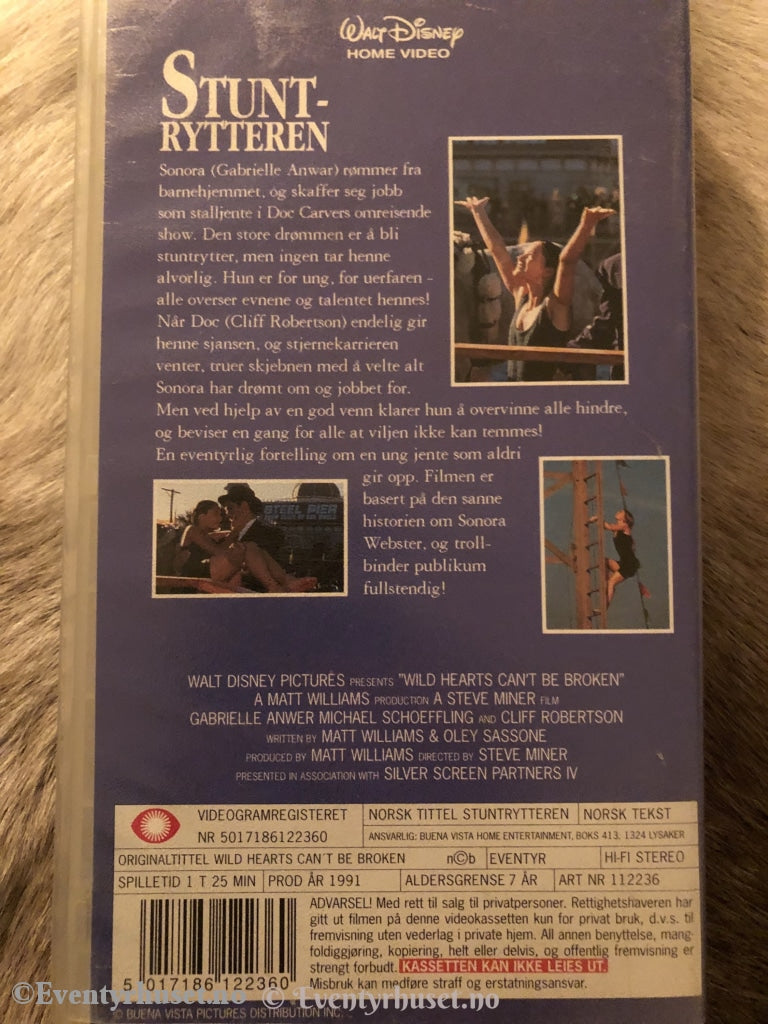 WALT DISNEY
HOME VIDEO
STUNT-
RYTTEREN
Sonora (Gabrielle Anwar) rømmer fra
barnehjemmet, og skaffer seg jobb
som stalljente i Doc Carvers omreisende
show. Den store drømmen er å bli
stuntrytter, men ingen tar henne
alvorlig. Hun er for ung, for uerfaren –
alle overser evnene og talentet hennes!
Når Doc (Cliff Robertson) endelig gir
henne sjansen, og stjernekarrieren
venter, truer skjebnen med å velte alt
Sonora har drømt om og jobbet for.
Men ved hjelp av en god venn klarer hun å overvinne alle hindre,
og beviser en gang for alle at viljen ikke kan temmes!
En eventyrlig fortelling om en ung jente som aldri
gir opp. Filmen er
basert på den sanne
historien om Sonora
Webster, og troll-
binder publikum
fullstendig!
STEEL PIER
WALT DISNEY PICTURES PRESENTS "WILD HEARTS CAN'T BE BROKEN"
A MATT WILLIAMS PRODUCTION A STEVE MINER FILM
GABRIELLE ANWER MICHAEL SCHOEFFLING AND CLIFF ROBERTSON
WRITTEN BY MATT WILLIAMS & OLEY SASSONE
PRODUCED BY MATT WILLIAMS DIRECTED BY STEVE MINER
PRESENTED IN ASSOCIATION WITH SILVER SCREEN PARTNERS IV
VIDEOGRAMREGISTERET
NR 5017186122360
NORSK TITTEL STUNTRYTTEREN
NORSK TEKST
ANSVARLIG: BUENA VISTA HOME ENTERTAINMENT, BOKS 413, 1324 LYSAKER
ORIGINALTITTEL WILD HEARTS CAN'T BE BROKEN n©b EVENTYR HI-FI STEREO
SPILLETID 1 T 25 MIN PROD ÅR 1991 ALDERSGRENSE 7 ÅR ART NR 112236
ADVARSEL! Med rett til salg til privatpersoner. Rettighetshaveren har
gitt ut filmen på denne videokassetten kun for privat bruk, d.v.s. til
fremvisning uten vederlag i private hjem. All annen benyttelse, mang-
foldiggjøring, kopiering, helt eller delvis, og offentlig fremvisning er
strengt forbudt. KASSETTEN KAN IKKE LEIES UT.
Misbruk kan medføre straff og erstatningsansvar.
5 017186 122360
©Eventyrhuset.no © Eventyrhuset.no
© BUENA VISTA PICTURES DISTRIBUTION INC.